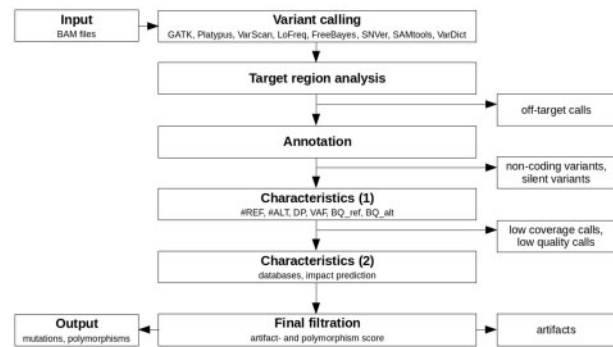 Input
BAM files
Variant calling
GATK, Platypus, VarScan, LoFreq, FreeBayes, SNVer, SAMtools, VarDict
Target region analysis
off-target calls
Annotation
non-coding variants,
silent variants
Characteristics (1)
#REF, #ALT, DP, VAF, BQ_ref, BQ_alt
low coverage calls,
low quality calls
Characteristics (2)
databases, impact prediction
Output
mutations, polymorphisms
Final filtration
artifact- and polymorphism score
artifacts